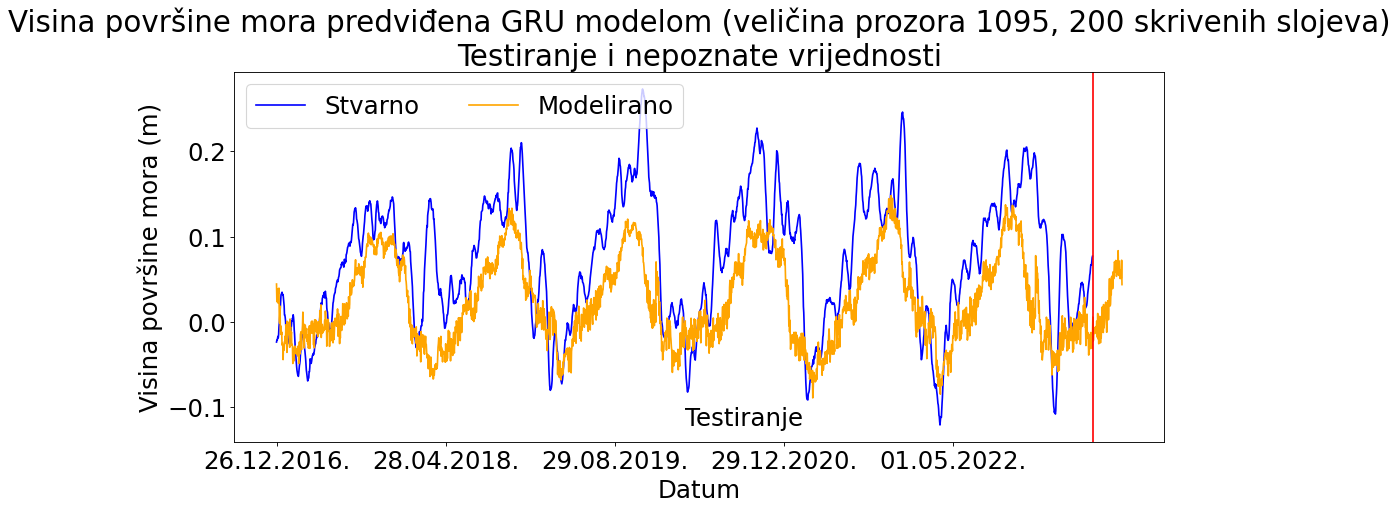 Visina površine mora predviđena GRU modelom (veličina prozora 1095, 200 skrivenih slojeva)
Testiranje i nepoznate vrijednosti
Stvarno Modelirano
Visina površine mora (m)
0.2
0.1
0.0
−0.1
Testiranje
26.12.2016. 28.04.2018. 29.08.2019. 29.12.2020. 01.05.2022.
Datum